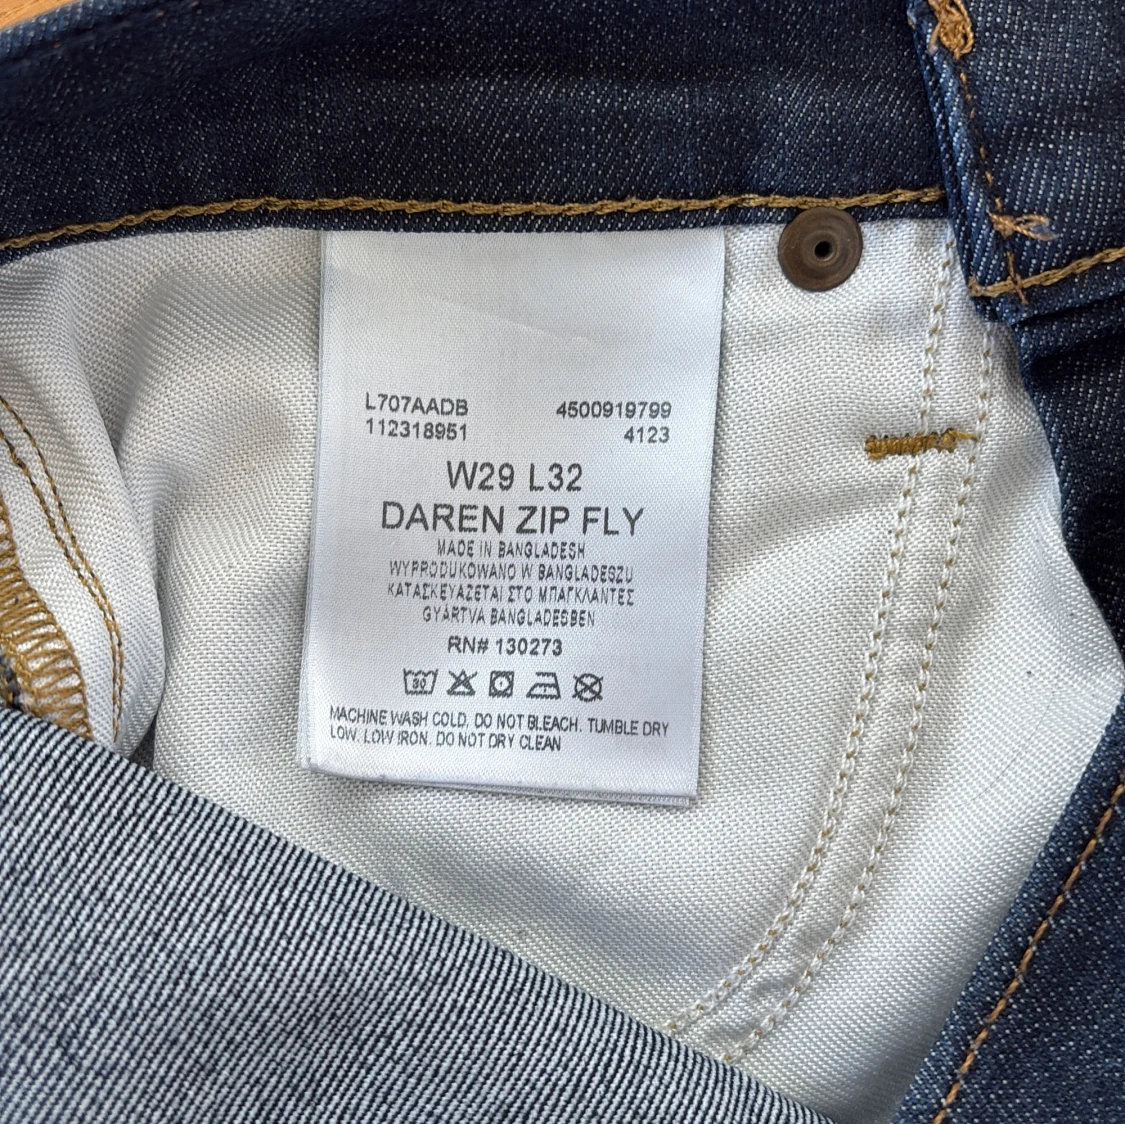 L707AADB 4500919799
112318951 4123
W29 L32
DAREN ZIP FLY
MADE IN BANGLADESH
WYPRODUKOWANO W BANGLADESZU
ΚΑΤΑΣΚΕΥΑΖΕΤΑΙ ΣΤΟ ΜΠΑΓΚΛΑΝΤΕΣ
GYÁRTVA BANGLADESBEN
RN# 130273
30
MACHINE WASH COLD. DO NOT BLEACH. TUMBLE DRY
LOW. LOW IRON. DO NOT DRY CLEAN